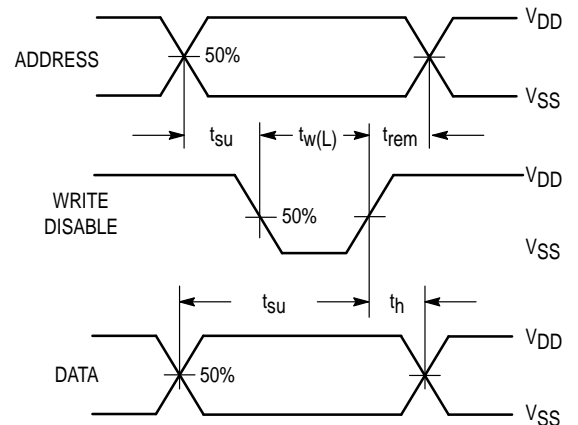 VDD
ADDRESS
50%
VSS
tsu
tw(L)
trem
VDD
WRITE
DISABLE
50%
VSS
tsu
th
VDD
DATA
50%
VSS